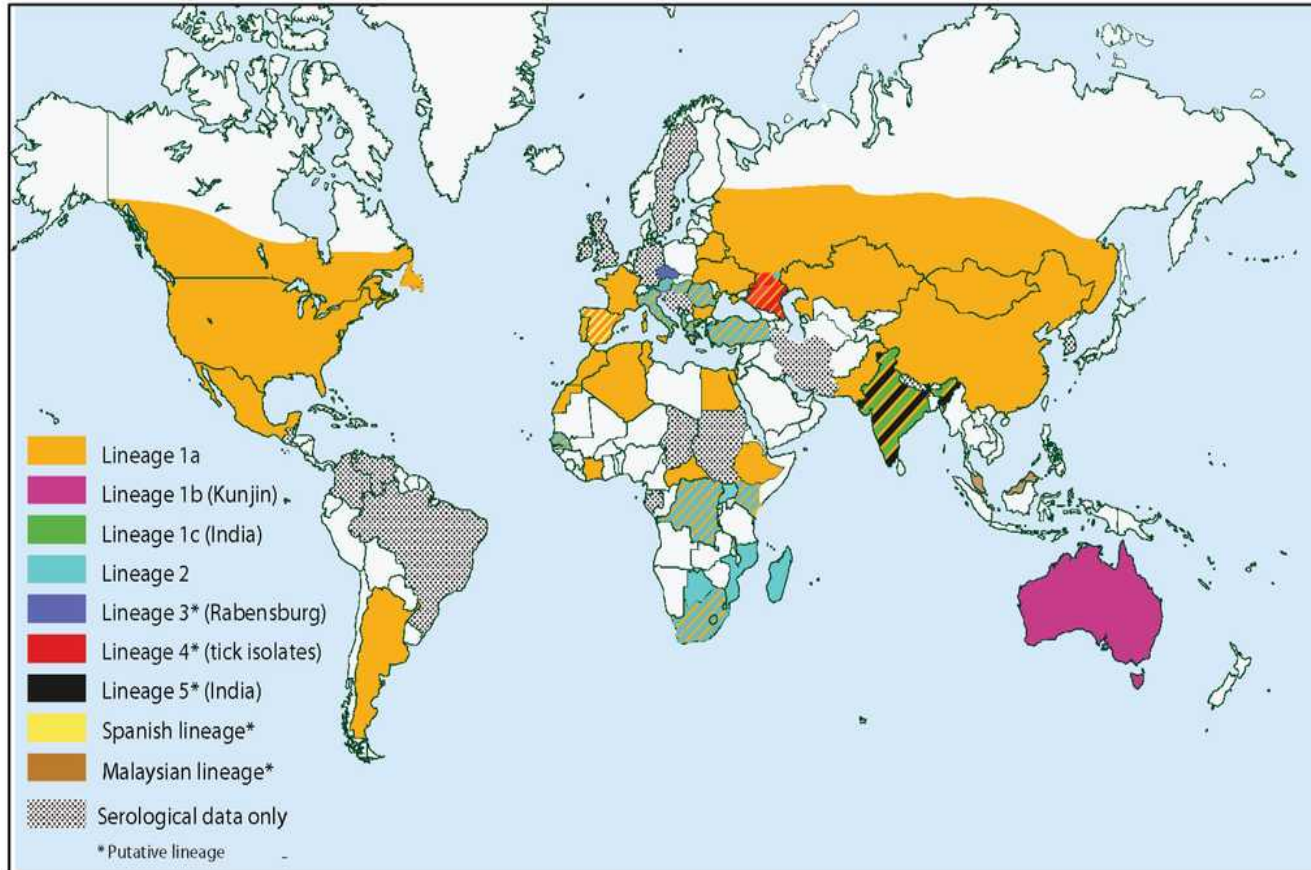 Lineage 1a
Lineage 1b (Kunjin)
Lineage 1c (India)
Lineage 2
Lineage 3* (Rabensburg)
Lineage 4* (tick isolates)
Lineage 5* (India)
Spanish lineage*
Malaysian lineage*
Serological data only
* Putative lineage